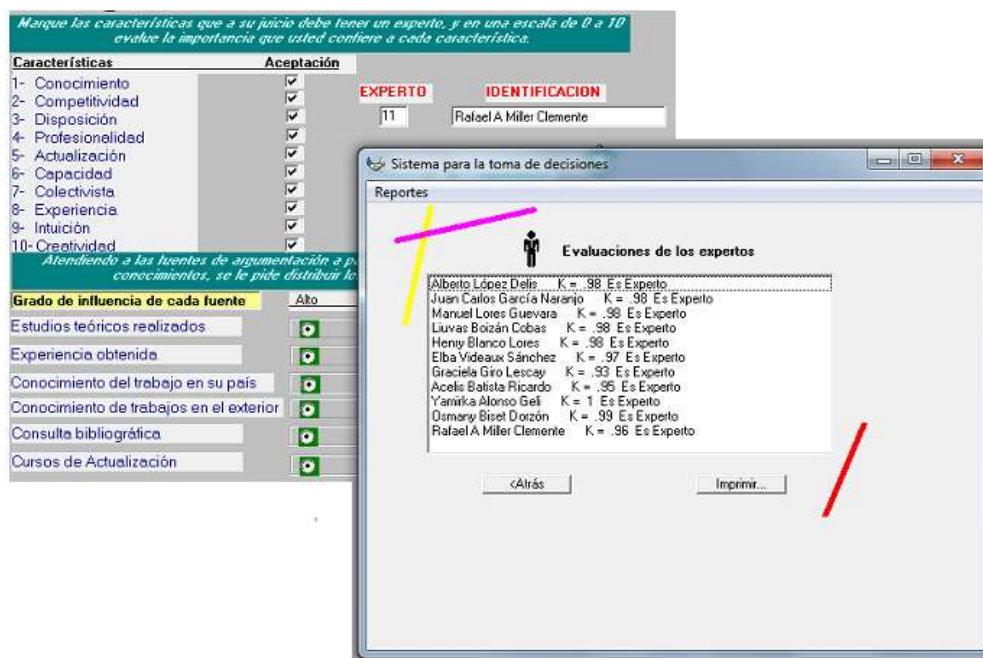 Marque las características que a su juicio debe tener un experto, y en una escala de 0 a 10
evalue la importancia que usted confiere a cada característica.
Características Aceptación
1- Conocimiento
2- Competitividad
3- Disposición
4- Profesionalidad
5- Actualización
6- Capacidad
7- Colectivista
8- Experiencia
9- Intuición
10- Creatividad
EXPERTO IDENTIFICACION
11 Rafael A Miller Clemente
Atendiendo a las fuentes de argumentación a
conocimientos, se le pide distribuir
Grado de influencia de cada fuente Alto
Estudios teóricos realizados
Experiencia obtenida
Conocimiento del trabajo en su país
Conocimiento de trabajos en el exterior
Consulta bibliográfica
Cursos de Actualización
Sistema para la toma de decisiones
Reportes
Evaluaciones de los expertos
Alberto López Delis K = .98 Es Experto
Juan Carlos García Naranjo K = .98 Es Experto
Manuel Lores Guevara K = .98 Es Experto
Liuvas Boizán Cobas K = .98 Es Experto
Henry Blanco Lores K = .98 Es Experto
Elba Videaux Sánchez K = .97 Es Experto
Graciela Giro Lescay K = .93 Es Experto
Acelis Batista Ricardo K = .95 Es Experto
Yamirka Alonso Geli K = 1 Es Experto
Osmany Biset Dorzón K = .99 Es Experto
Rafael A Miller Clemente K = .96 Es Experto
<Atrás Imprimir...